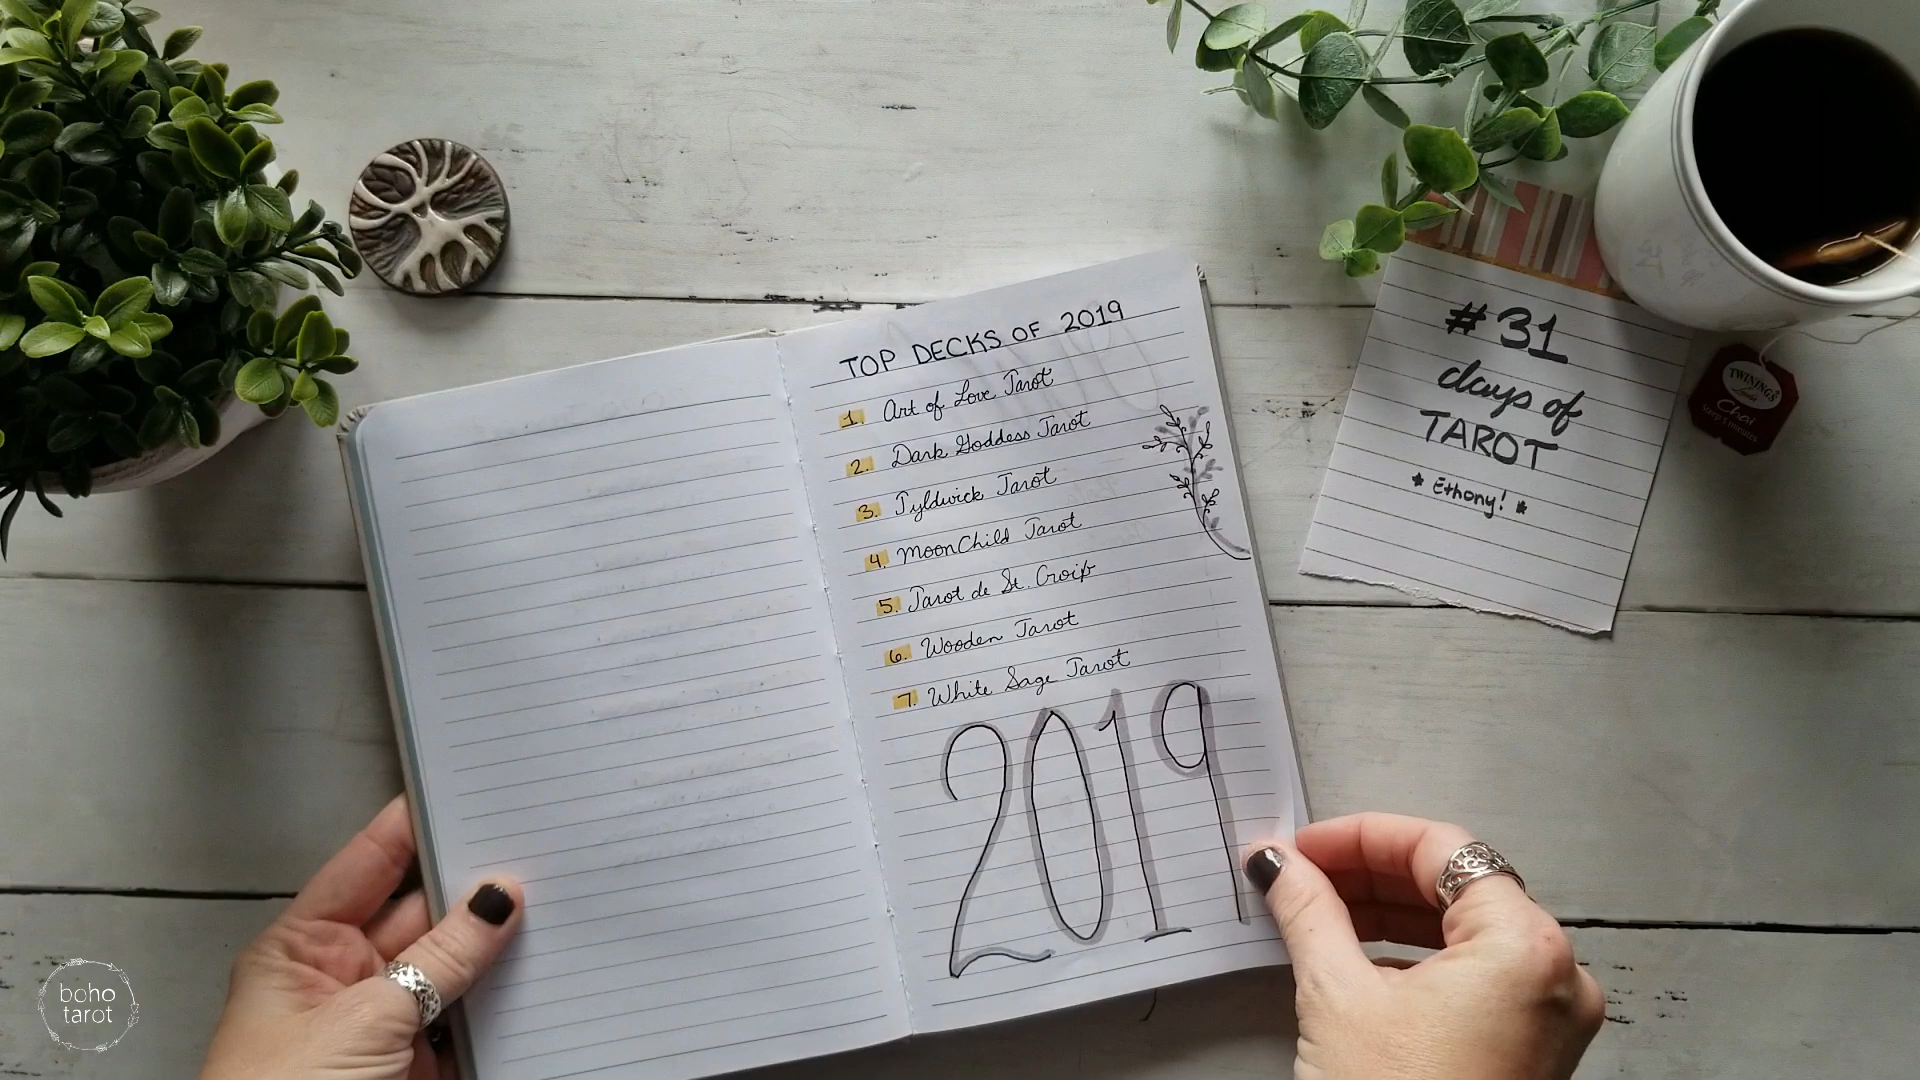 TOP DECKS OF 2019
1. Art of Love Tarot
2. Dark Goddess Tarot
3. Tyldwick Tarot
4. MoonChild Tarot
5. Tarot de St. Croix
6. Wooden Tarot
7. White Sage Tarot
2019
#31
days of
TAROT
* Ethony! *
TWININGS
Chai
boho
tarot